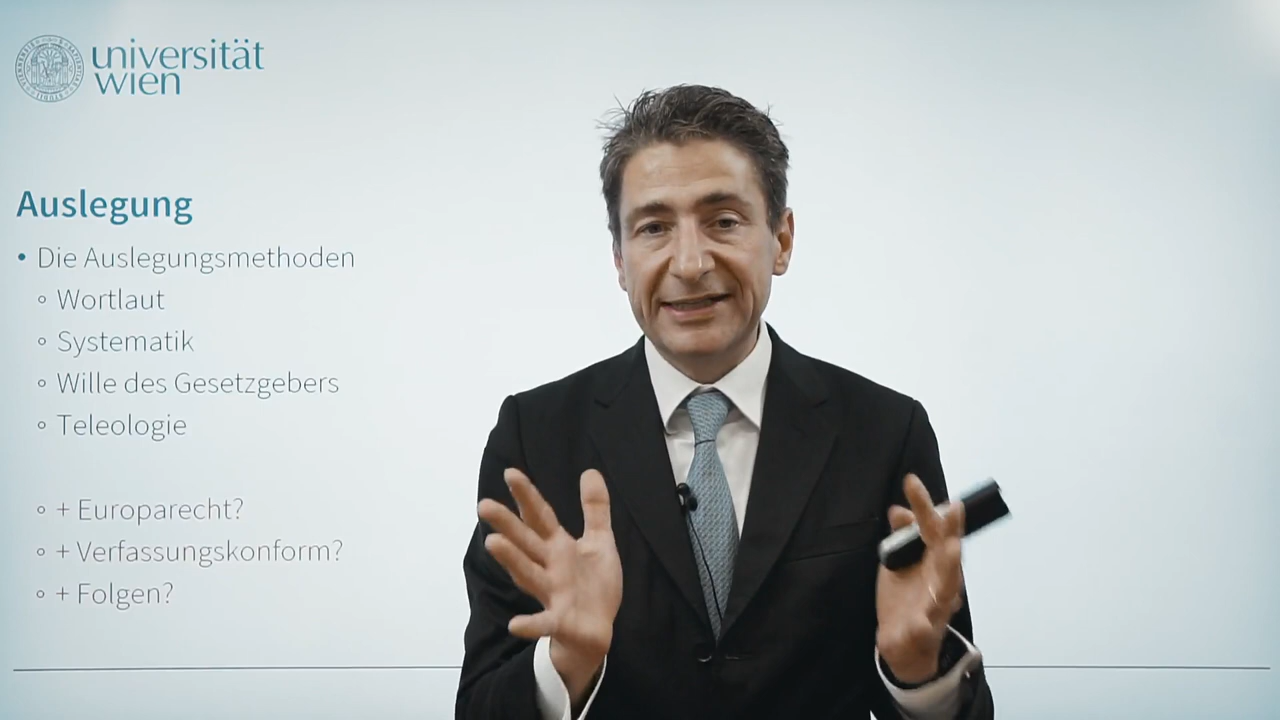 universität
wien
Auslegung
• Die Auslegungsmethoden
◦ Wortlaut
◦ Systematik
◦ Wille des Gesetzgebers
◦ Teleologie
◦ + Europarecht?
◦ + Verfassungskonform?
◦ + Folgen?